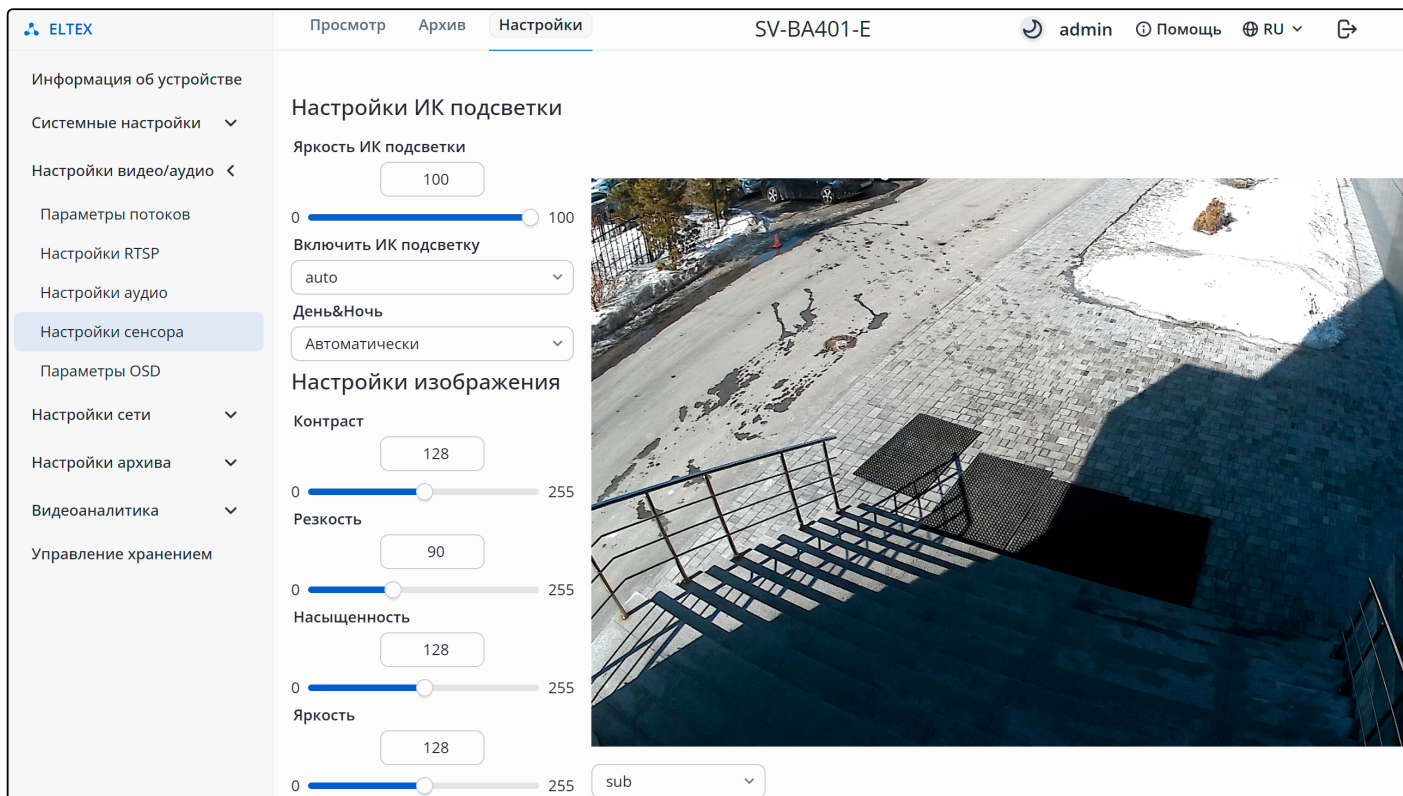 ELTEX
Просмотр
Архив
Настройки
SV-BA401-E
admin
Помощь
RU
Информация об устройстве
Системные настройки
Настройки видео/аудио
Параметры потоков
Настройки RTSP
Настройки аудио
Настройки сенсора
Параметры OSD
Настройки сети
Настройки архива
Видеоаналитика
Управление хранением
Настройки ИК подсветки
Яркость ИК подсветки
100
0 100
Включить ИК подсветку
auto
День&Ночь
Автоматически
Настройки изображения
Контраст
128
0 255
Резкость
90
0 255
Насыщенность
128
0 255
Яркость
128
0 255
sub